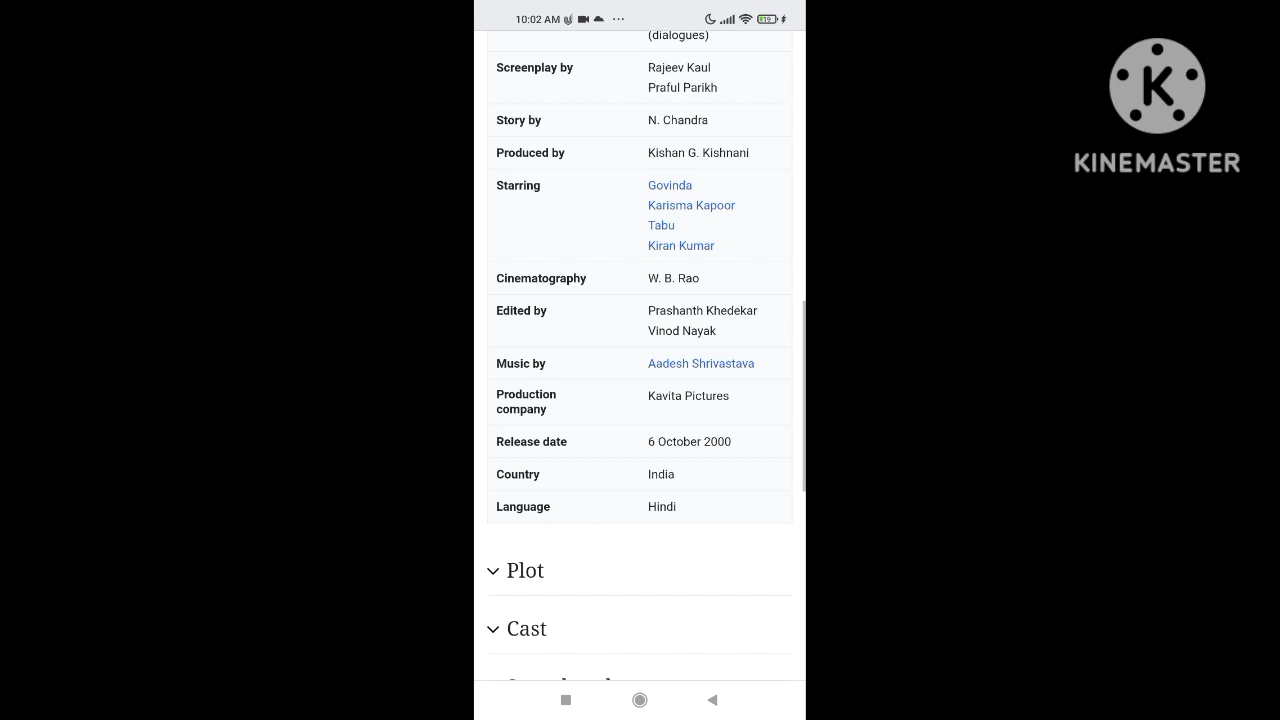 10:02 AM
19
(dialogues)
Screenplay by
Rajeev Kaul
Praful Parikh
Story by
N. Chandra
Produced by
Kishan G. Kishnani
Starring
Govinda
Karisma Kapoor
Tabu
Kiran Kumar
Cinematography
W. B. Rao
Edited by
Prashanth Khedekar
Vinod Nayak
Music by
Aadesh Shrivastava
Production
company
Kavita Pictures
Release date
6 October 2000
Country
India
Language
Hindi
Plot
Cast
K
KINEMASTER